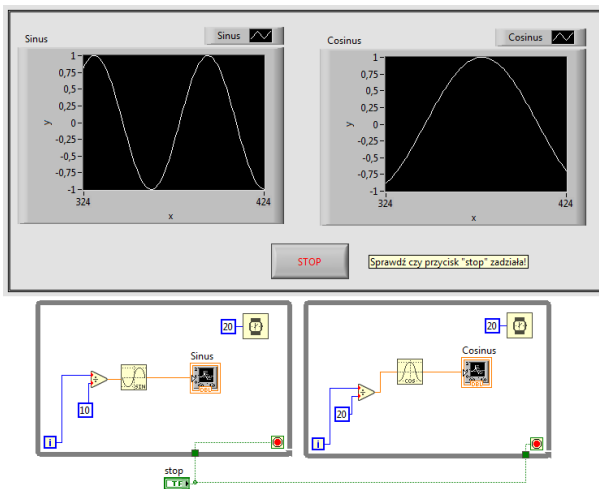 Sinus
Sinus
1
0,75
0,5
0,25
0
-0,25
-0,5
-0,75
-1
y
324
424
x
Cosinus
Cosinus
1
0,75
0,5
0,25
0
-0,25
-0,5
-0,75
-1
y
324
424
x
STOP
Sprawdź czy przycisk "stop" zadziała!
20
Sinus
SIN
DBL
10
i
20
Cosinus
COS
DBL
20
i
stop
TF